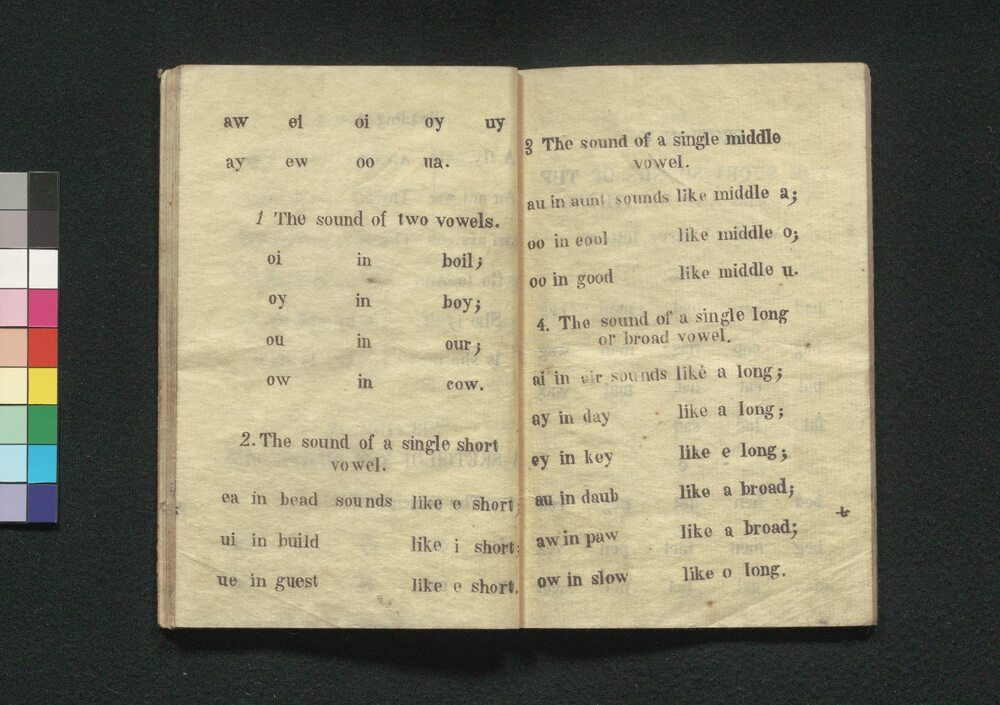 aw ei oi oy uy
ay ew oo ua.
1 The sound of two vowels.
oi in boil;
oy in boy;
ou in our;
ow in cow.
2. The sound of a single short
vowel.
ea in bead sounds like e short;
ui in build like i short;
ue in guest like e short.
3 The sound of a single middle
vowel.
au in aunt sounds like middle a;
oo in cool like middle o;
oo in good like middle u.
4. The sound of a single long
or broad vowel.
ai in air sounds like a long;
ay in day like a long;
ey in key like e long;
au in daub like a broad;
aw in paw like a broad;
ow in slow like o long.